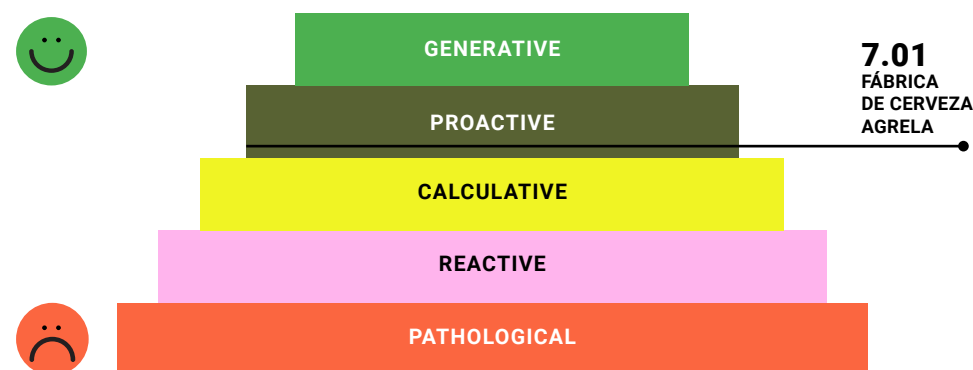 GENERATIVE
7.01
FÁBRICA
DE CERVEZA
AGRELA
PROACTIVE
CALCULATIVE
REACTIVE
PATHOLOGICAL